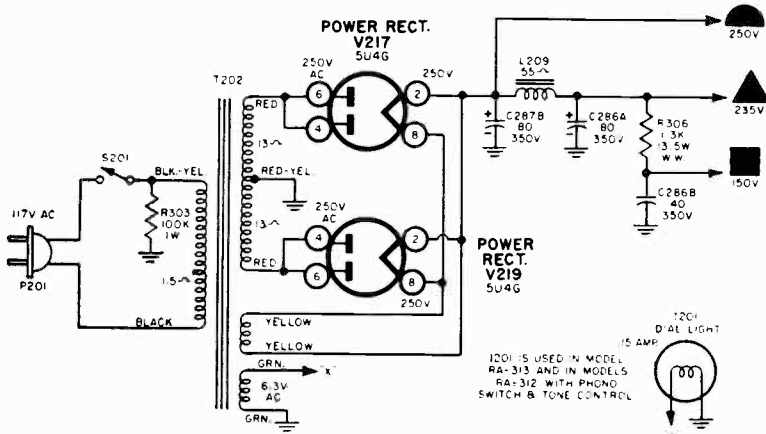 POWER RECT.
V217
5U4G
250V
AC
6
4
2
8
250V
T202
RED
13
RED-YEL.
13
RED
S201
BLK.-YEL.
R303
100K
1W
117V AC
P201
1.5
BLACK
250V
AC
4
6
2
8
250V
POWER
RECT.
V219
5U4G
YELLOW
YELLOW
GRN.
"X"
6.3V
AC
GRN.
L209
55
C287B
80
350V
C286A
80
350V
R306
1.3K
13.5W
W W
C286B
40
350V
250V
235V
150V
I201
DIAL LIGHT
.15 AMP
I201 IS USED IN MODEL
RA-313 AND IN MODELS
RA-312 WITH PHONO
SWITCH & TONE CONTROL